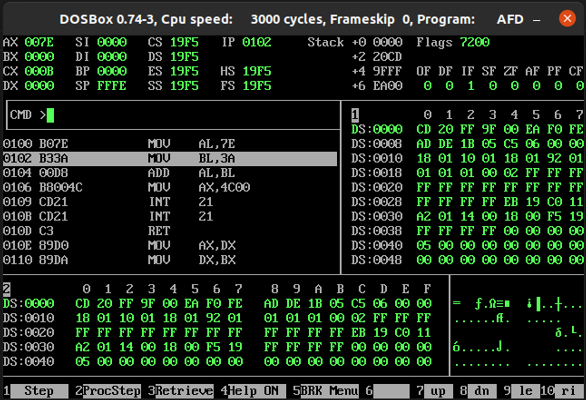 DOSBox 0.74-3, Cpu speed: 3000 cycles, Frameskip 0, Program: AFD
AX 007E SI 0000 CS 19F5 IP 0102 Stack +0 0000 Flags 7200
BX 0000 DI 0000 DS 19F5 +2 20CD
CX 000B BP 0000 ES 19F5 HS 19F5 +4 9FFF OF DF IF SF ZF AF PF CF
DX 0000 SP FFFE SS 19F5 FS 19F5 +6 EA00 0 0 1 0 0 0 0 0
CMD >
0100 B07E MOV AL,7E
0102 B33A MOV BL,3A
0104 00D8 ADD AL,BL
0106 B8004C MOV AX,4C00
0109 CD21 INT 21
010B CD21 INT 21
010D C3 RET
010E 89D0 MOV AX,DX
0110 89DA MOV DX,BX
1 0 1 2 3 4 5 6 7
DS:0000 CD 20 FF 9F 00 EA F0 FE
DS:0008 AD DE 1B 05 C5 06 00 00
DS:0010 18 01 10 01 18 01 92 01
DS:0018 01 01 01 00 02 FF FF FF
DS:0020 FF FF FF FF FF FF FF FF
DS:0028 FF FF FF FF EB 19 C0 11
DS:0030 A2 01 14 00 18 00 F5 19
DS:0038 FF FF FF FF 00 00 00 00
DS:0040 05 00 00 00 00 00 00 00
DS:0048 00 00 00 00 00 00 00 00
2 0 1 2 3 4 5 6 7 8 9 A B C D E F
DS:0000 CD 20 FF 9F 00 EA F0 FE AD DE 1B 05 C5 06 00 00
DS:0010 18 01 10 01 18 01 92 01 01 01 01 00 02 FF FF FF
DS:0020 FF FF FF FF FF FF FF FF FF FF FF FF EB 19 C0 11
DS:0030 A2 01 14 00 18 00 F5 19 FF FF FF FF 00 00 00 00
DS:0040 05 00 00 00 00 00 00 00 00 00 00 00 00 00 00 00
1 Step 2ProcStep 3Retrieve 4Help ON 5BRK Menu 6 7 up 8 dn 9 le 10 ri